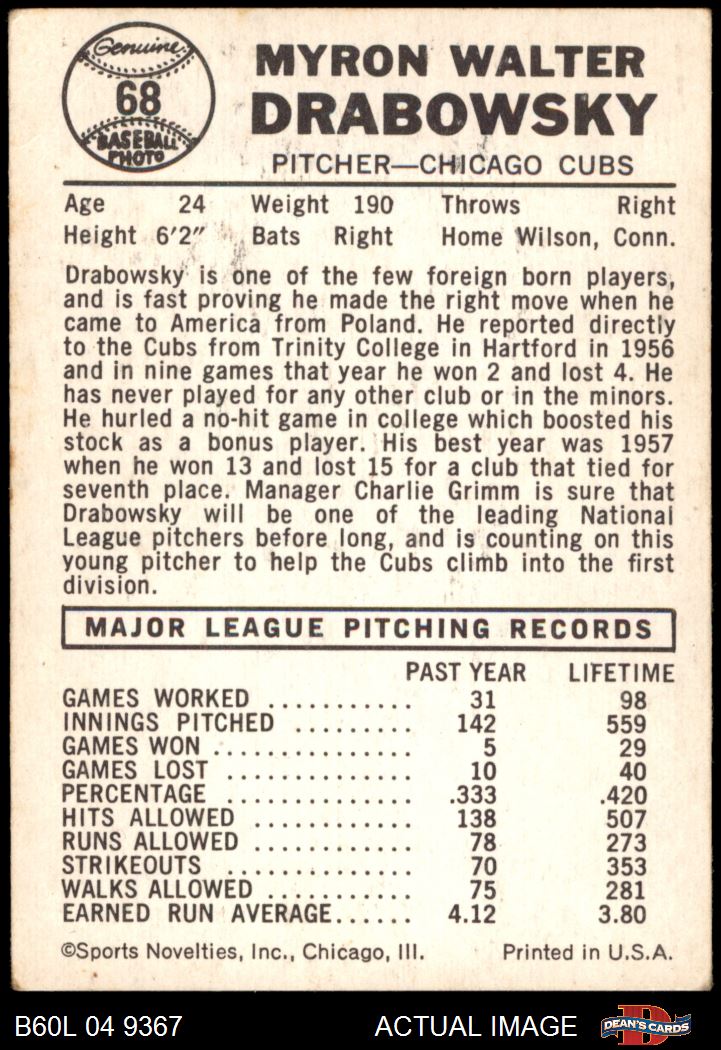 Genuine
68
BASEBALL
PHOTO
MYRON WALTER
DRABOWSKY
PITCHER—CHICAGO CUBS
Age 24 Weight 190 Throws Right
Height 6'2" Bats Right Home Wilson, Conn.
Drabowsky is one of the few foreign born players,
and is fast proving he made the right move when he
came to America from Poland. He reported directly
to the Cubs from Trinity College in Hartford in 1956
and in nine games that year he won 2 and lost 4. He
has never played for any other club or in the minors.
He hurled a no-hit game in college which boosted his
stock as a bonus player. His best year was 1957
when he won 13 and lost 15 for a club that tied for
seventh place. Manager Charlie Grimm is sure that
Drabowsky will be one of the leading National
League pitchers before long, and is counting on this
young pitcher to help the Cubs climb into the first
division.
MAJOR LEAGUE PITCHING RECORDS
PAST YEAR LIFETIME
GAMES WORKED ........... 31 98
INNINGS PITCHED ......... 142 559
GAMES WON ............... 5 29
GAMES LOST .............. 10 40
PERCENTAGE .............. .333 .420
HITS ALLOWED ............ 138 507
RUNS ALLOWED ............ 78 273
STRIKEOUTS .............. 70 353
WALKS ALLOWED ........... 75 281
EARNED RUN AVERAGE...... 4.12 3.80
©Sports Novelties, Inc., Chicago, Ill. Printed in U.S.A.
B60L 04 9367 ACTUAL IMAGE D DEAN'S CARDS